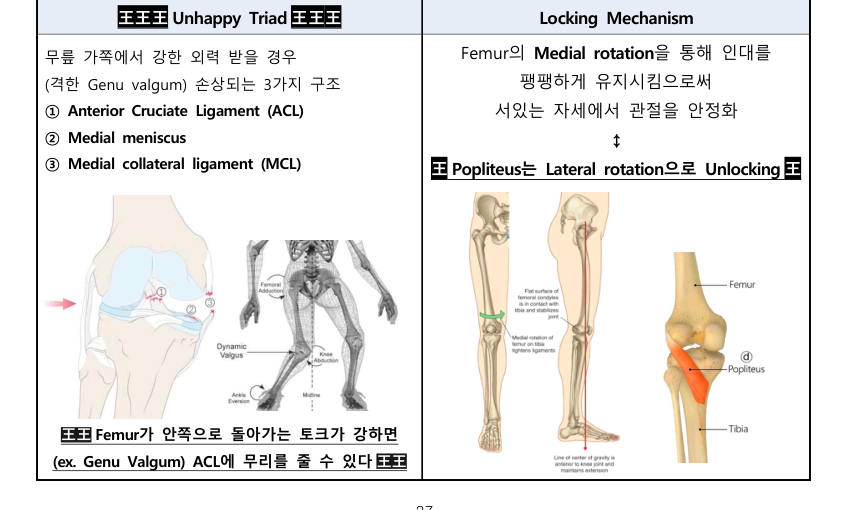 王王王 Unhappy Triad 王王王
무릎 가쪽에서 강한 외력 받을 경우
(격한 Genu valgum) 손상되는 3가지 구조
① Anterior Cruciate Ligament (ACL)
② Medial meniscus
③ Medial collateral ligament (MCL)
①
②
③
Femoral
Adduction
Dynamic
Valgus
Knee
Abduction
Ankle
Eversion
Midline
王王 Femur가 안쪽으로 돌아가는 토크가 강하면
(ex. Genu Valgum) ACL에 무리를 줄 수 있다 王王
Locking Mechanism
Femur의 Medial rotation을 통해 인대를
팽팽하게 유지시킴으로써
서있는 자세에서 관절을 안정화
↕
王 Popliteus는 Lateral rotation으로 Unlocking 王
Flat surface of
femoral condyles
is in contact with
tibia and stabilizes
joint
Medial rotation of
femur on tibia
tightens ligaments
Line of center of gravity is
anterior to knee joint and
maintains extension
Femur
ⓓ
Popliteus
Tibia